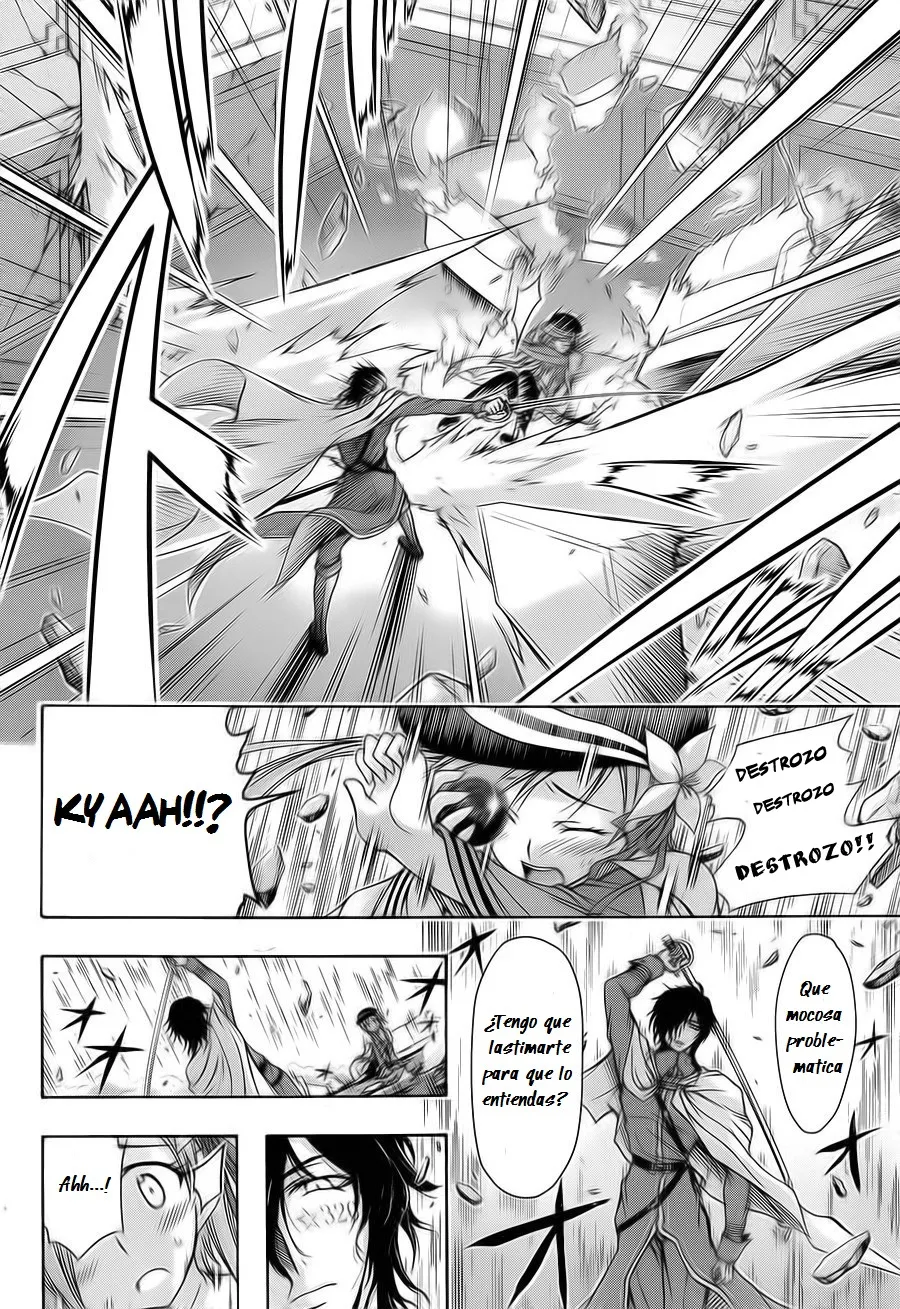 DESTROZO
DESTROZO
DESTROZO!!
KYAAH!!?
Que
mocosa
proble-
matica
¿Tengo que
lastimarte
para que lo
entiendas?
Ahh...!